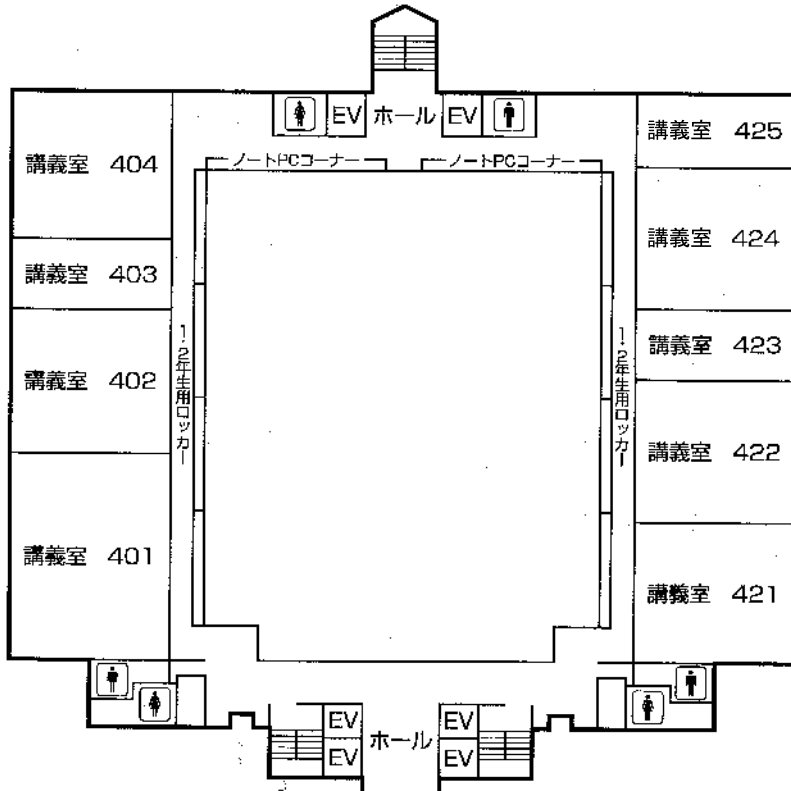 EV ホール EV
ノートPCコーナー
ノートPCコーナー
講義室 404
講義室 403
講義室 402
講義室 401
1・2年生用ロッカー
1・2年生用ロッカー
講義室 425
講義室 424
講義室 423
講義室 422
講義室 421
EV
EV
ホール
EV
EV